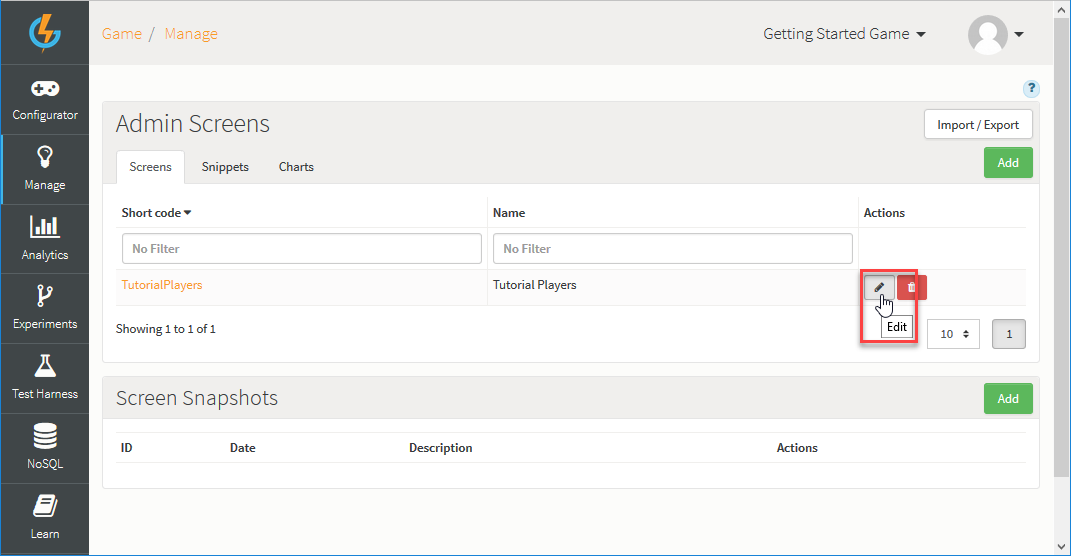 Game / Manage
Getting Started Game
?
Configurator
Manage
Analytics
Experiments
Test Harness
NoSQL
Learn
Admin Screens
Import / Export
Screens Snippets Charts
Add
Short code Name Actions
No Filter No Filter
TutorialPlayers Tutorial Players
Edit
Showing 1 to 1 of 1
10 1
Screen Snapshots
Add
ID Date Description Actions